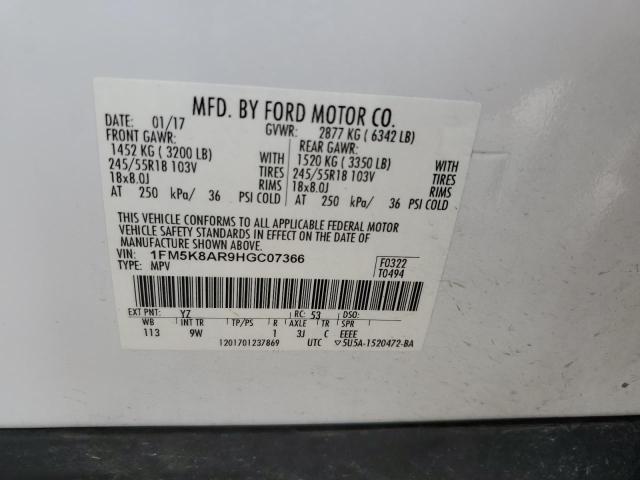 MFD. BY FORD MOTOR CO.
DATE: 01/17 GVWR: 2877 KG ( 6342 LB)
FRONT GAWR: REAR GAWR:
1452 KG ( 3200 LB) WITH 1520 KG ( 3350 LB) WITH
245/55R18 103V TIRES 245/55R18 103V TIRES
18x8.0J RIMS 18x8.0J RIMS
AT 250 kPa/ 36 PSI COLD AT 250 kPa/ 36 PSI COLD
THIS VEHICLE CONFORMS TO ALL APPLICABLE FEDERAL MOTOR
VEHICLE SAFETY STANDARDS IN EFFECT ON THE DATE OF
MANUFACTURE SHOWN ABOVE.
VIN: 1FM5K8AR9HGC07366 F0322
TYPE: MPV T0494
EXT PNT: YZ RC: 53
WB INT TR TP/PS R AXLE TR SPR
113 9W 1 3J C EEEE
1201701237869 UTC ▽5U5A-1520472-BA